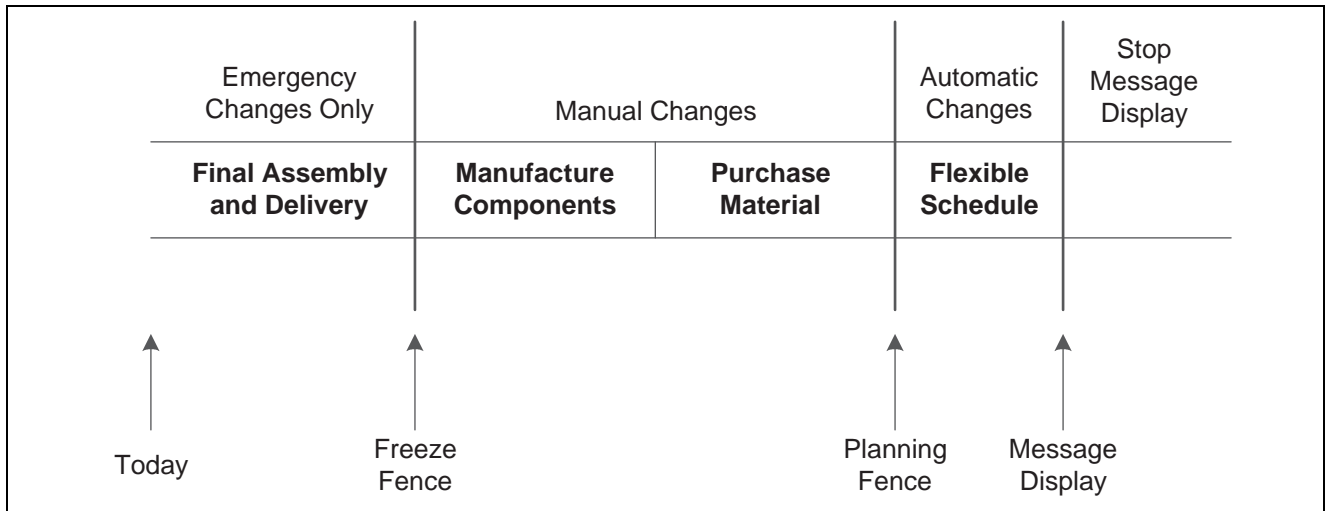 Emergency
Changes Only
Manual Changes
Automatic
Changes
Stop
Message
Display
Final Assembly
and Delivery
Manufacture
Components
Purchase
Material
Flexible
Schedule
Today
Freeze
Fence
Planning
Fence
Message
Display